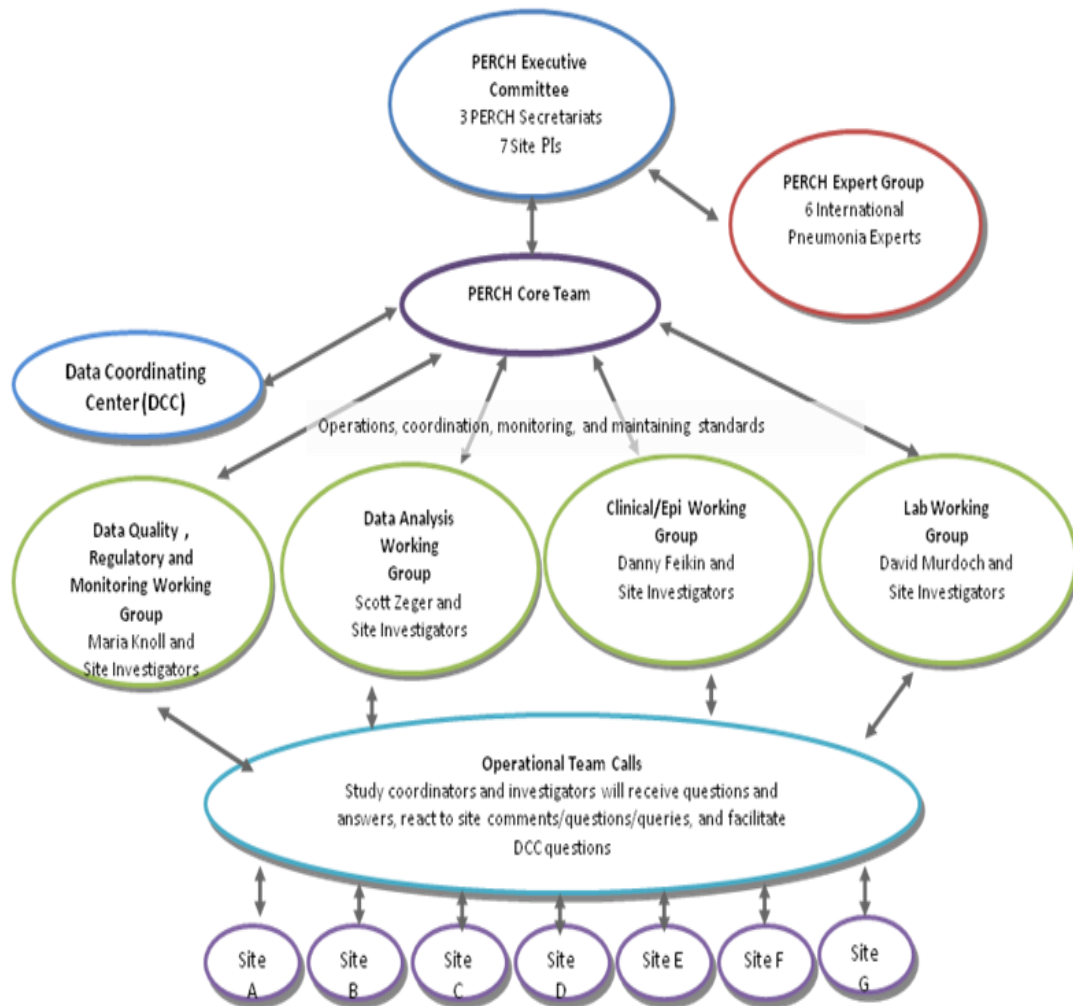 PERCH Executive
Committee
3 PERCH Secretariats
7 Site PIs
PERCH Expert Group
6 International
Pneumonia Experts
PERCH Core Team
Data Coordinating
Center (DCC)
Operations, coordination, monitoring, and maintaining standards
Data Quality ,
Regulatory and
Monitoring Working
Group
Maria Knoll and
Site Investigators
Data Analysis
Working
Group
Scott Zeger and
Site Investigators
Clinical/Epi Working
Group
Danny Feikin and
Site Investigators
Lab Working
Group
David Murdoch and
Site Investigators
Operational Team Calls
Study coordinators and investigators will receive questions and
answers, react to site comments/questions/queries, and facilitate
DCC questions
Site
A
Site
B
Site
C
Site
D
Site E
Site F
Site
G